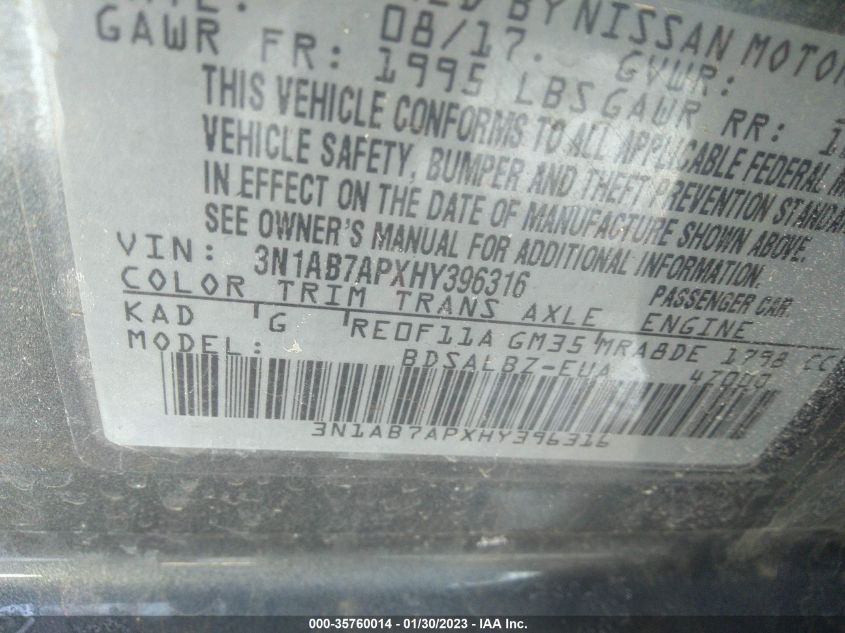 BY NISSAN MOTOR
08/17. GVWR:
GAWR FR: 1995 LBS GAWR RR:
THIS VEHICLE CONFORMS TO ALL APPLICABLE FEDERAL M
VEHICLE SAFETY, BUMPER AND THEFT PREVENTION STANDA
IN EFFECT ON THE DATE OF MANUFACTURE SHOWN ABOVE.
SEE OWNER'S MANUAL FOR ADDITIONAL INFORMATION.
VIN: 3N1AB7APXHY396316 PASSENGER CAR.
COLOR TRIM TRANS AXLE ENGINE
KAD G RE0F11A GM35 MRA8DE 1798 CC
MODEL: BDSALBZ-EUA
3N1AB7APXHY396316
000-35760014 - 01/30/2023 - IAA Inc.